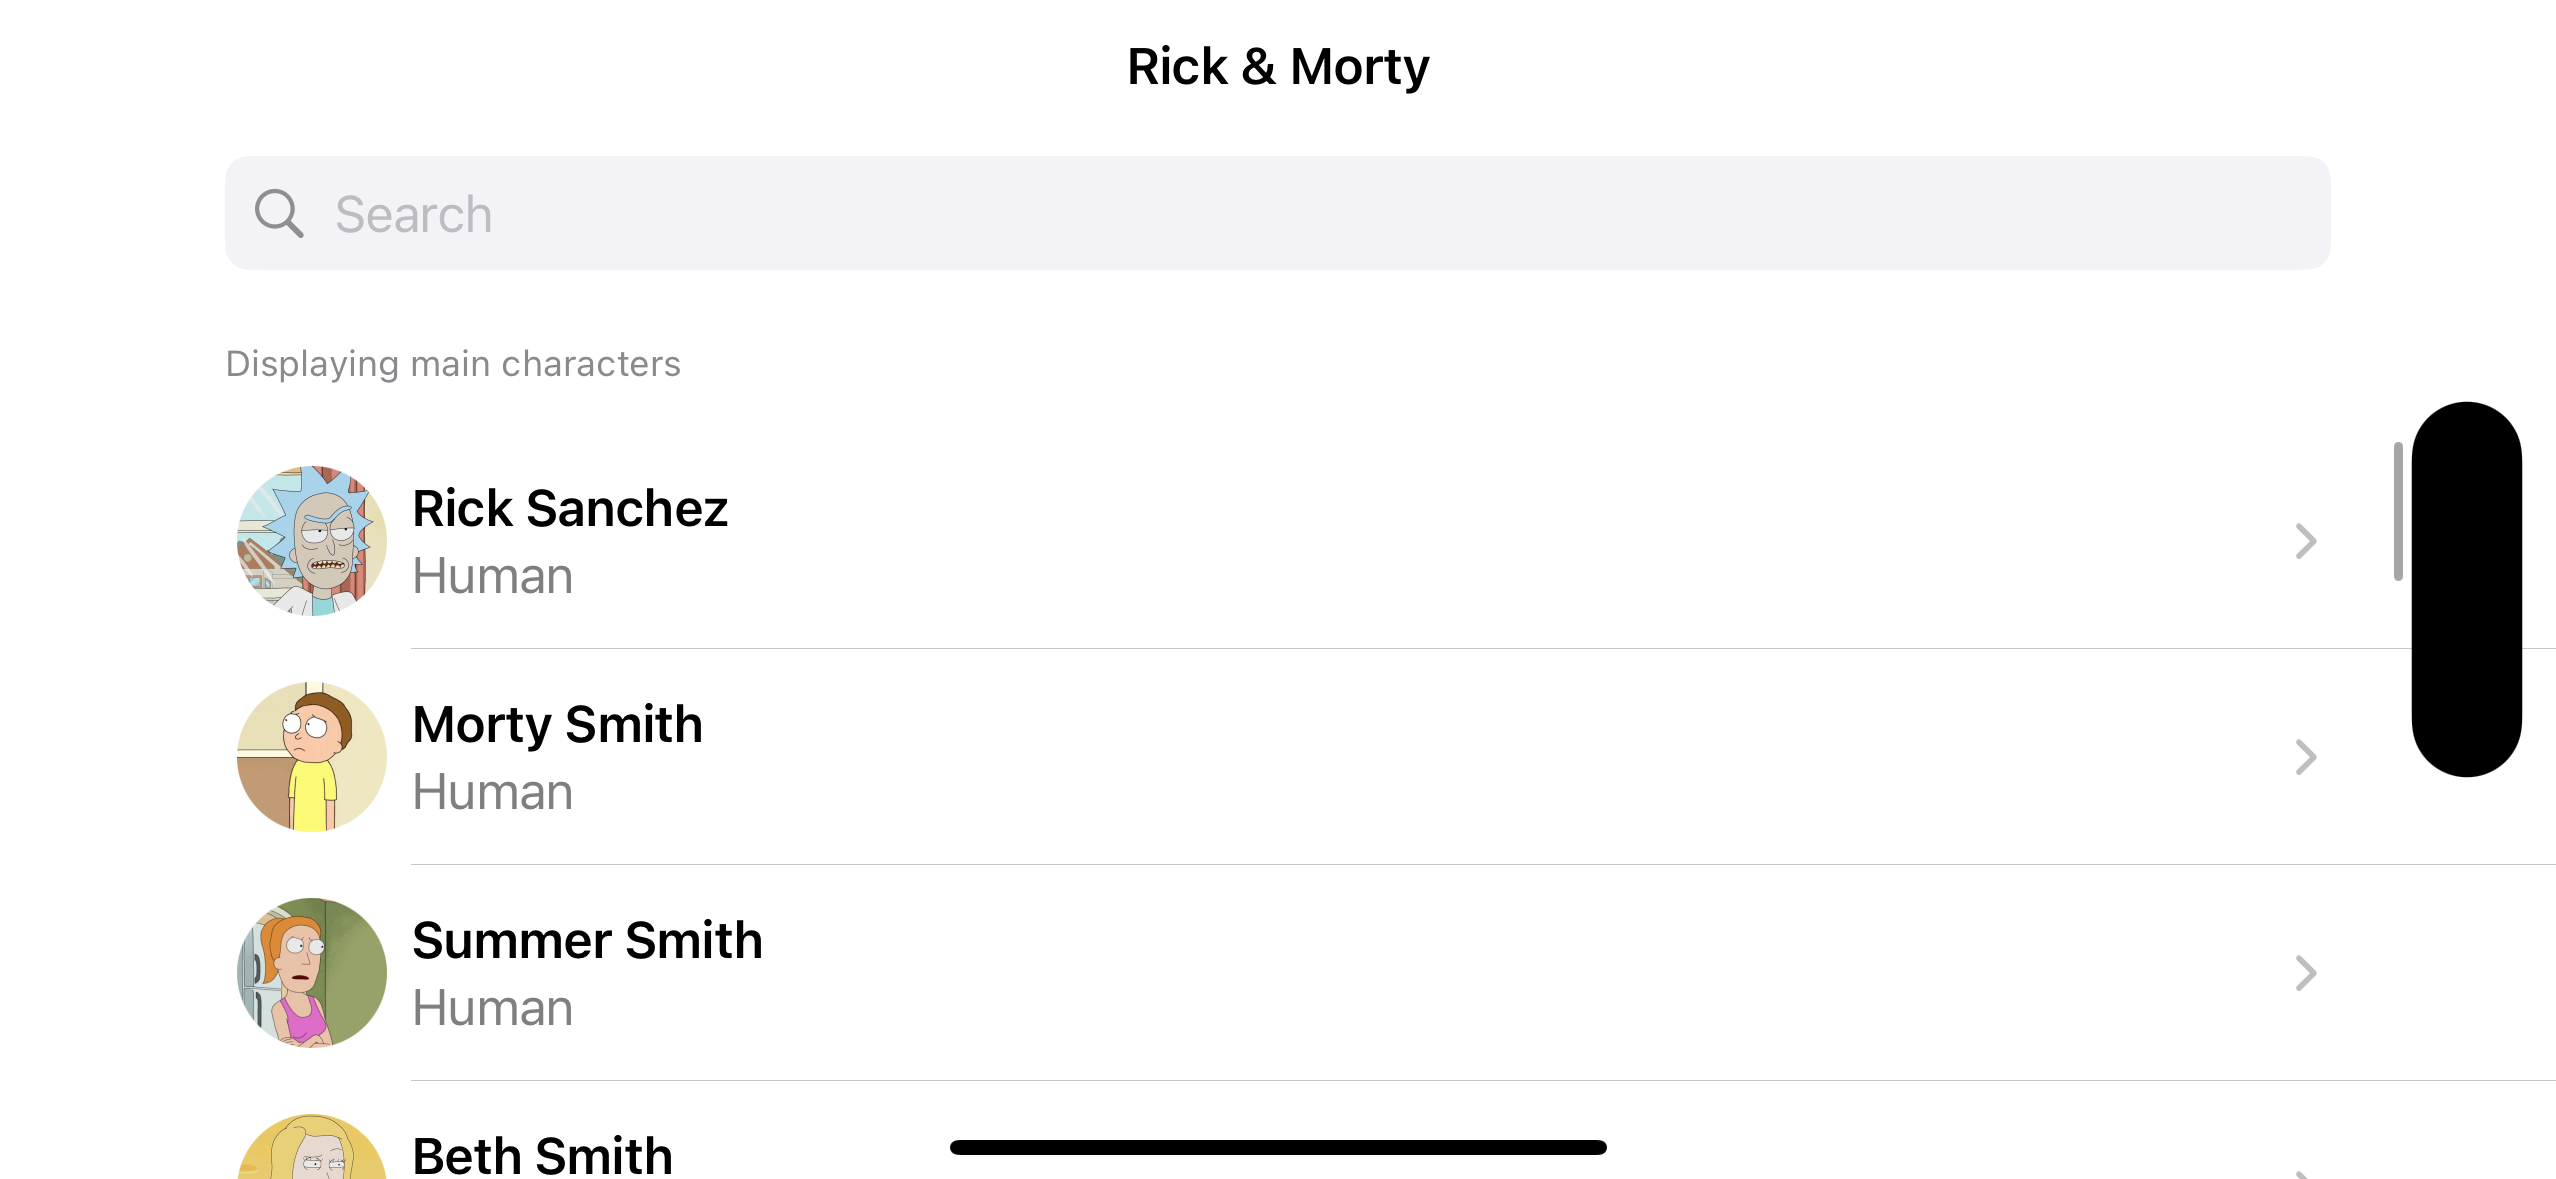 Rick & Morty
Search
Displaying main characters
Rick Sanchez
Human
Morty Smith
Human
Summer Smith
Human
Beth Smith